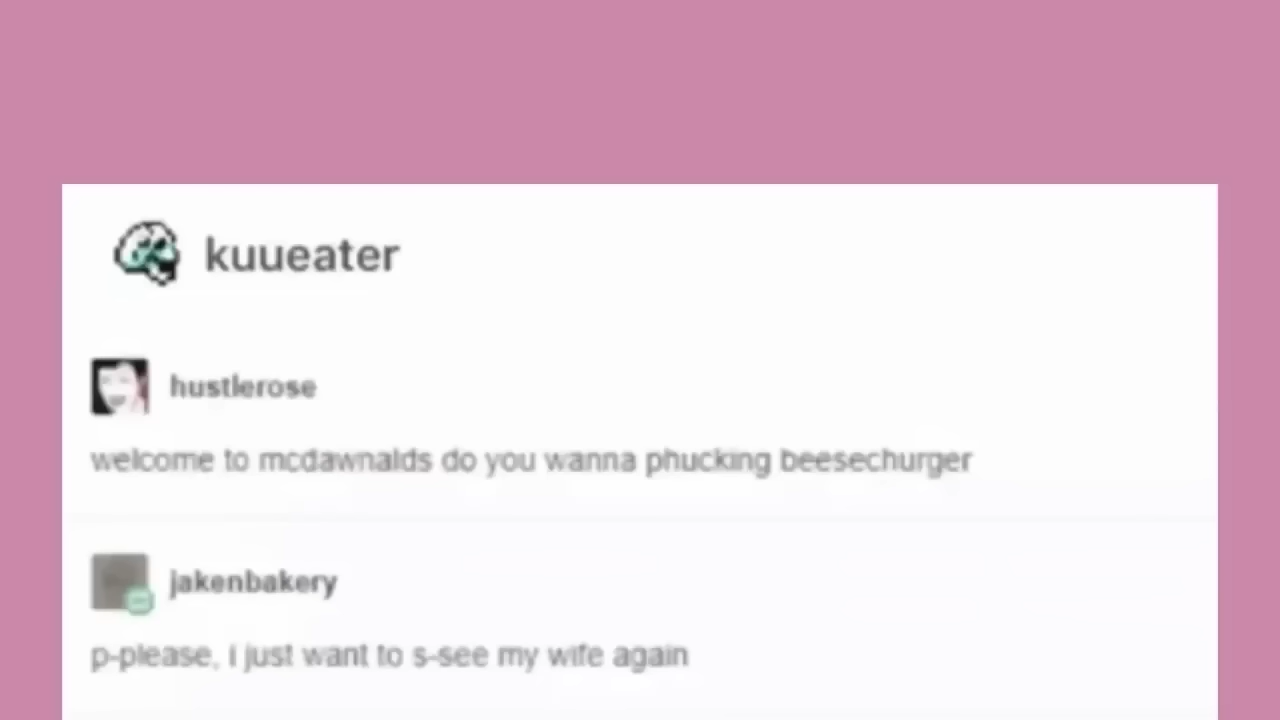 kuueater
hustlerose
welcome to mcdawnalds do you wanna phucking beesechurger
jakenbakery
p-please, i just want to s-see my wife again